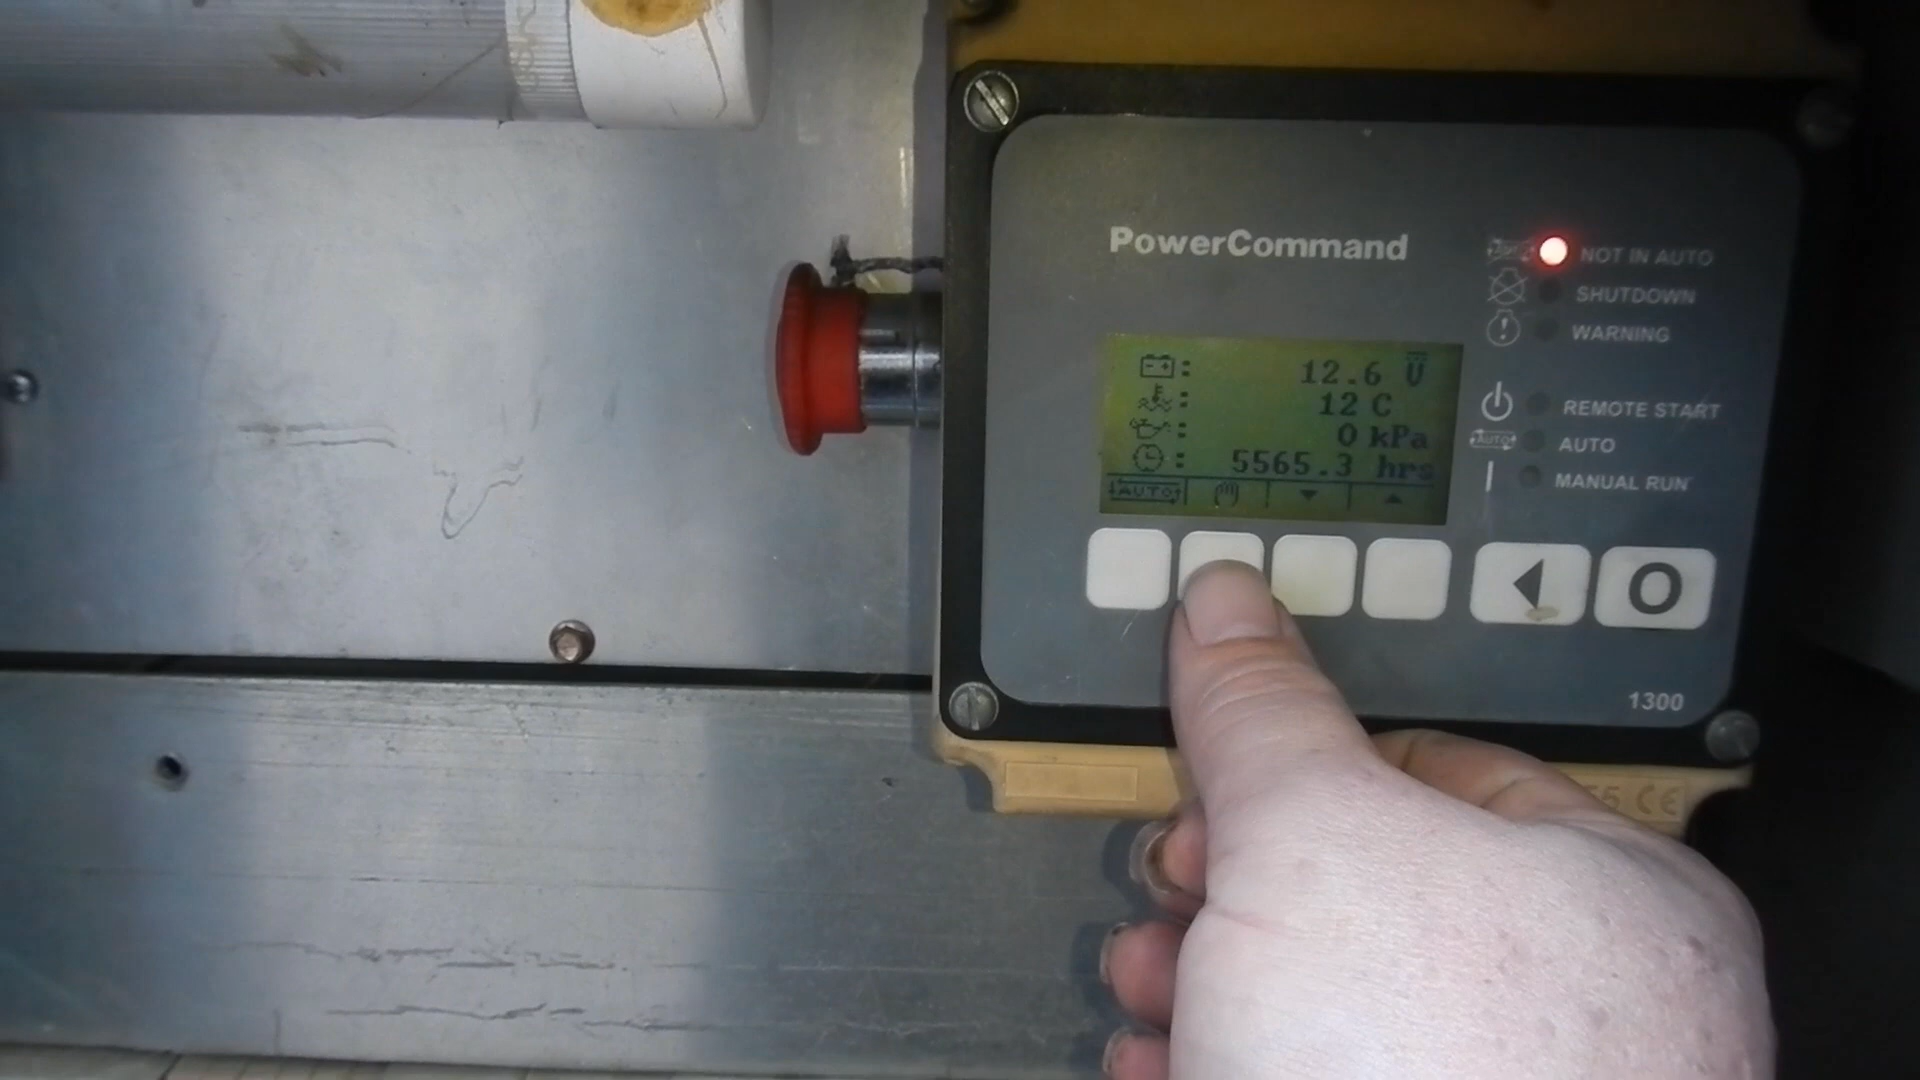 PowerCommand
NOT IN AUTO
SHUTDOWN
WARNING
12.6 V
12 C
0 kPa
5565.3 hrs
AUTO
REMOTE START
AUTO
AUTO
MANUAL RUN
O
1300
CE